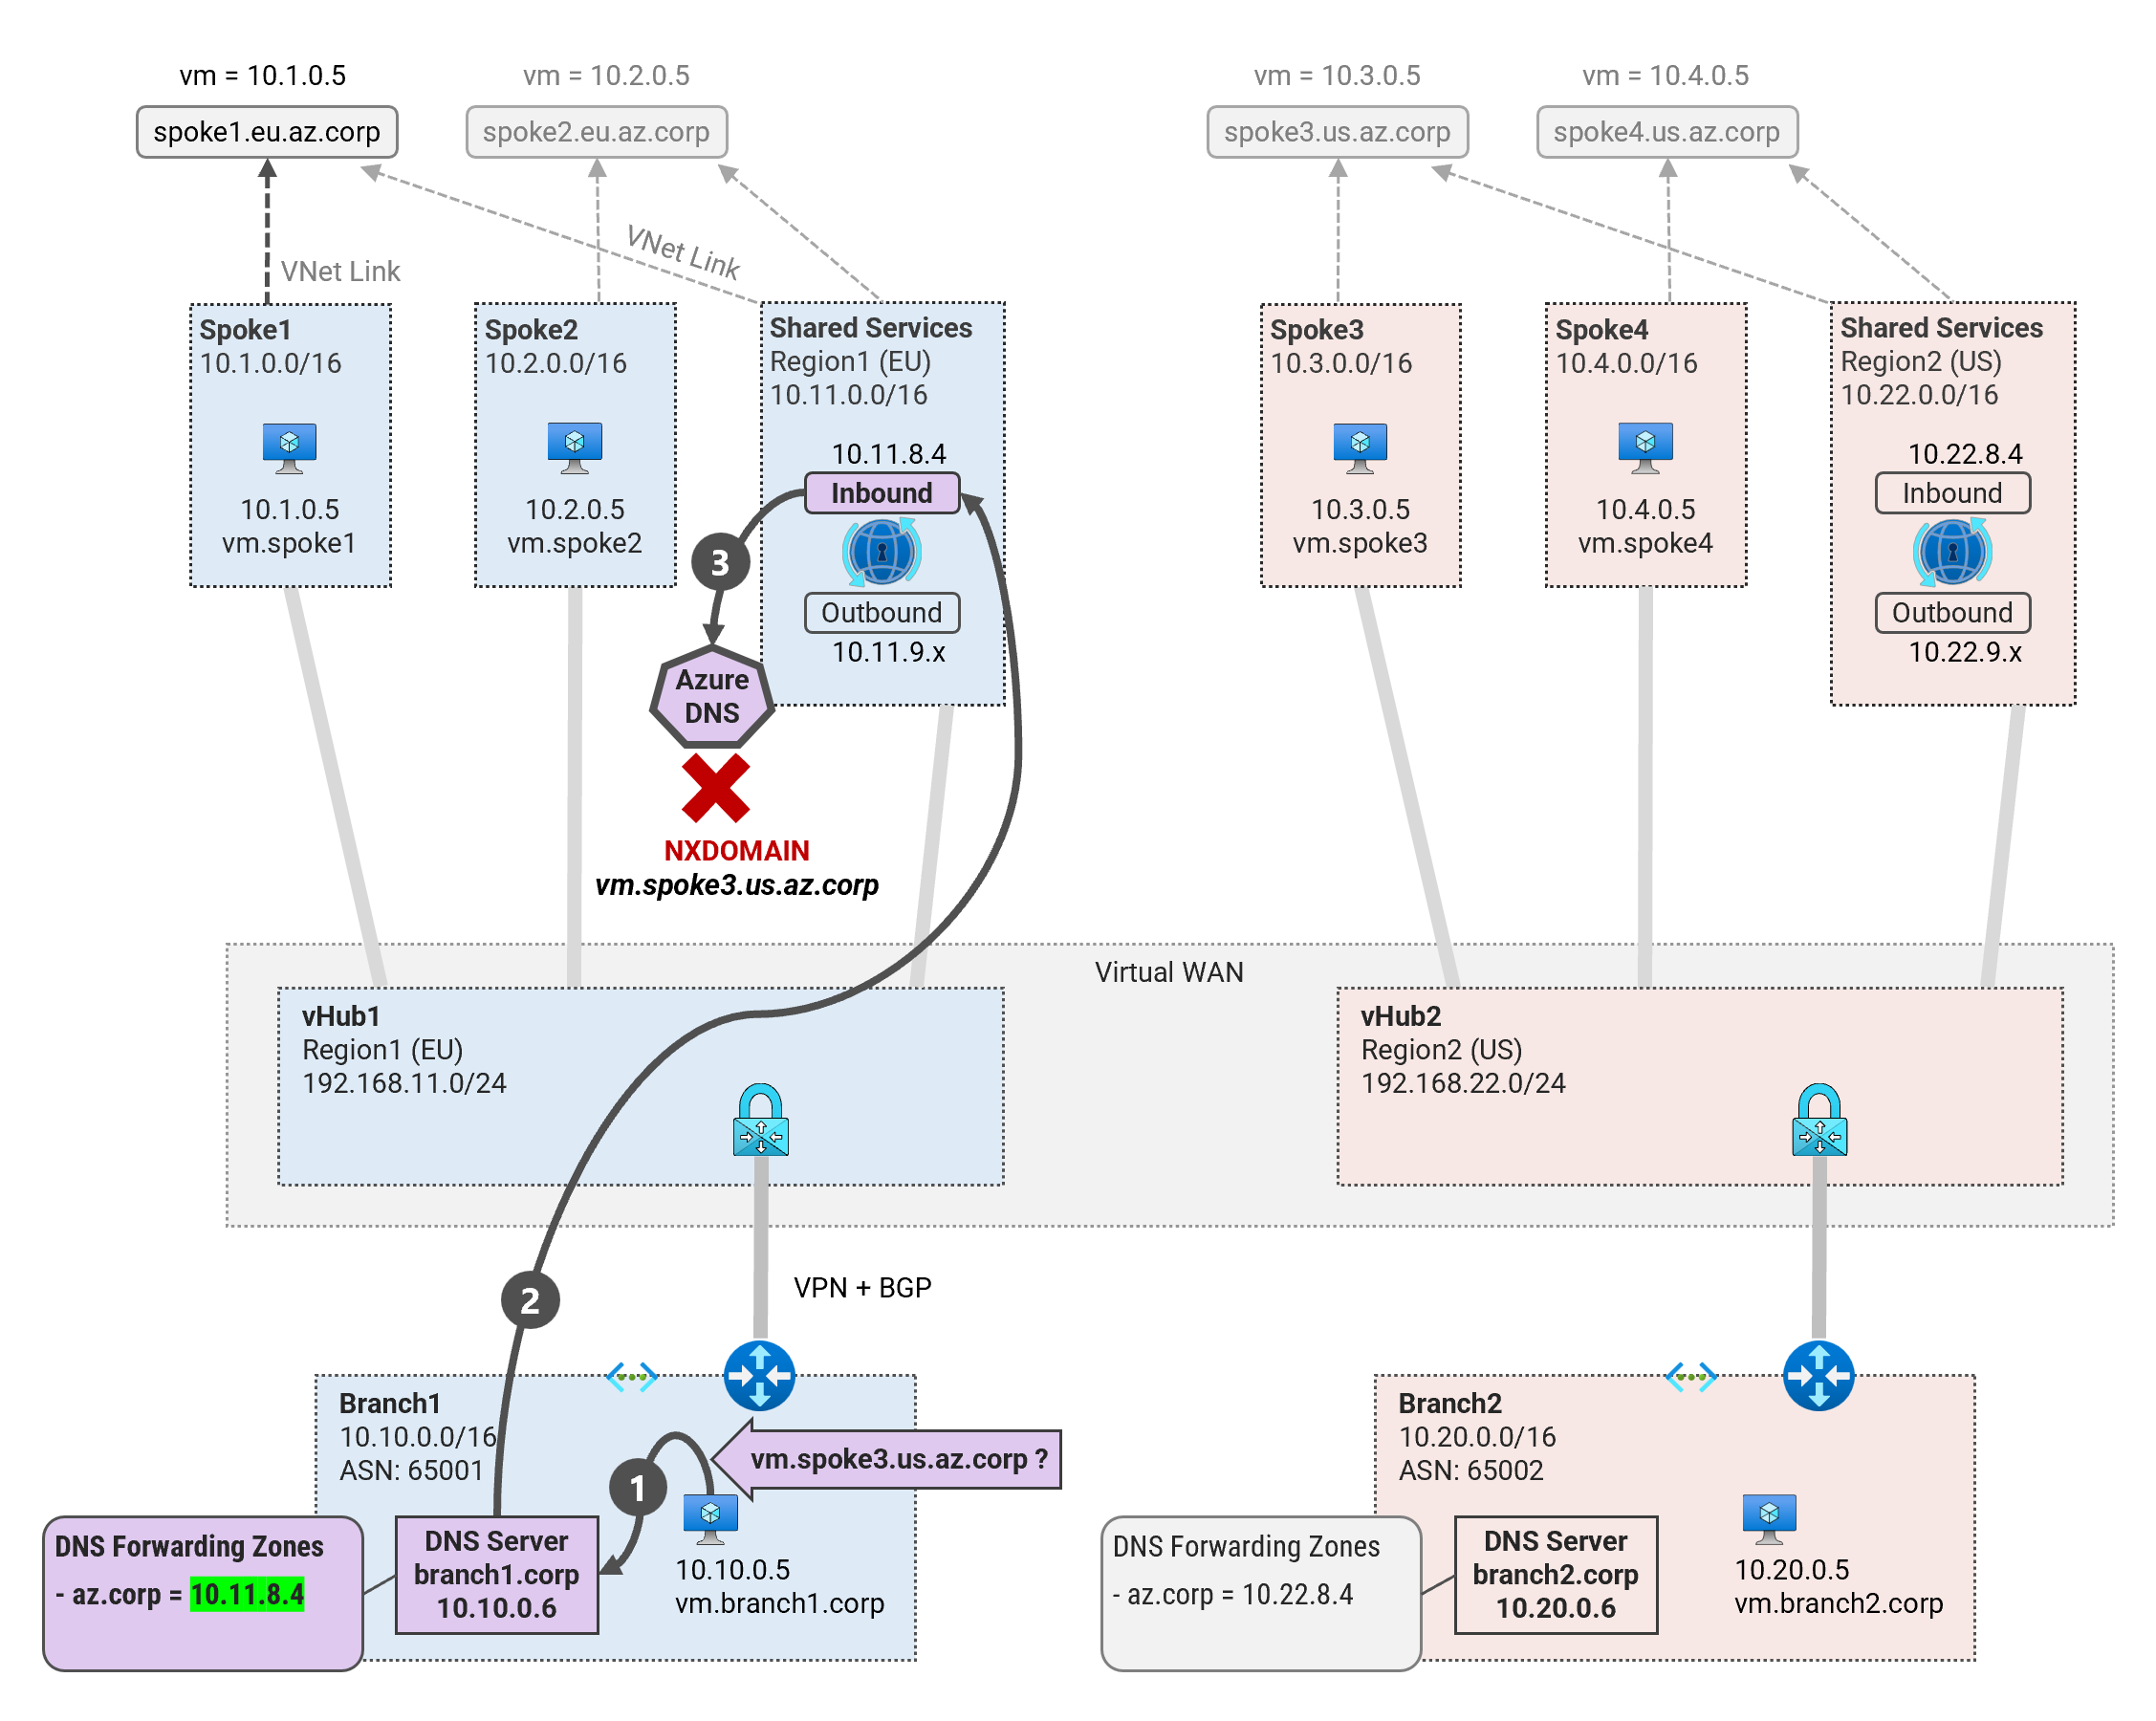 vm = 10.1.0.5
spoke1.eu.az.corp
vm = 10.2.0.5
spoke2.eu.az.corp
vm = 10.3.0.5
spoke3.us.az.corp
vm = 10.4.0.5
spoke4.us.az.corp
VNet Link
VNet Link
Spoke1
10.1.0.0/16
10.1.0.5
vm.spoke1
Spoke2
10.2.0.0/16
10.2.0.5
vm.spoke2
Shared Services
Region1 (EU)
10.11.0.0/16
10.11.8.4
Inbound
Outbound
10.11.9.x
3
Azure
DNS
NXDOMAIN
vm.spoke3.us.az.corp
Spoke3
10.3.0.0/16
10.3.0.5
vm.spoke3
Spoke4
10.4.0.0/16
10.4.0.5
vm.spoke4
Shared Services
Region2 (US)
10.22.0.0/16
10.22.8.4
Inbound
Outbound
10.22.9.x
Virtual WAN
vHub1
Region1 (EU)
192.168.11.0/24
vHub2
Region2 (US)
192.168.22.0/24
2
VPN + BGP
Branch1
10.10.0.0/16
ASN: 65001
1
vm.spoke3.us.az.corp ?
DNS Forwarding Zones
- az.corp = 10.11.8.4
DNS Server
branch1.corp
10.10.0.6
10.10.0.5
vm.branch1.corp
Branch2
10.20.0.0/16
ASN: 65002
DNS Forwarding Zones
- az.corp = 10.22.8.4
DNS Server
branch2.corp
10.20.0.6
10.20.0.5
vm.branch2.corp